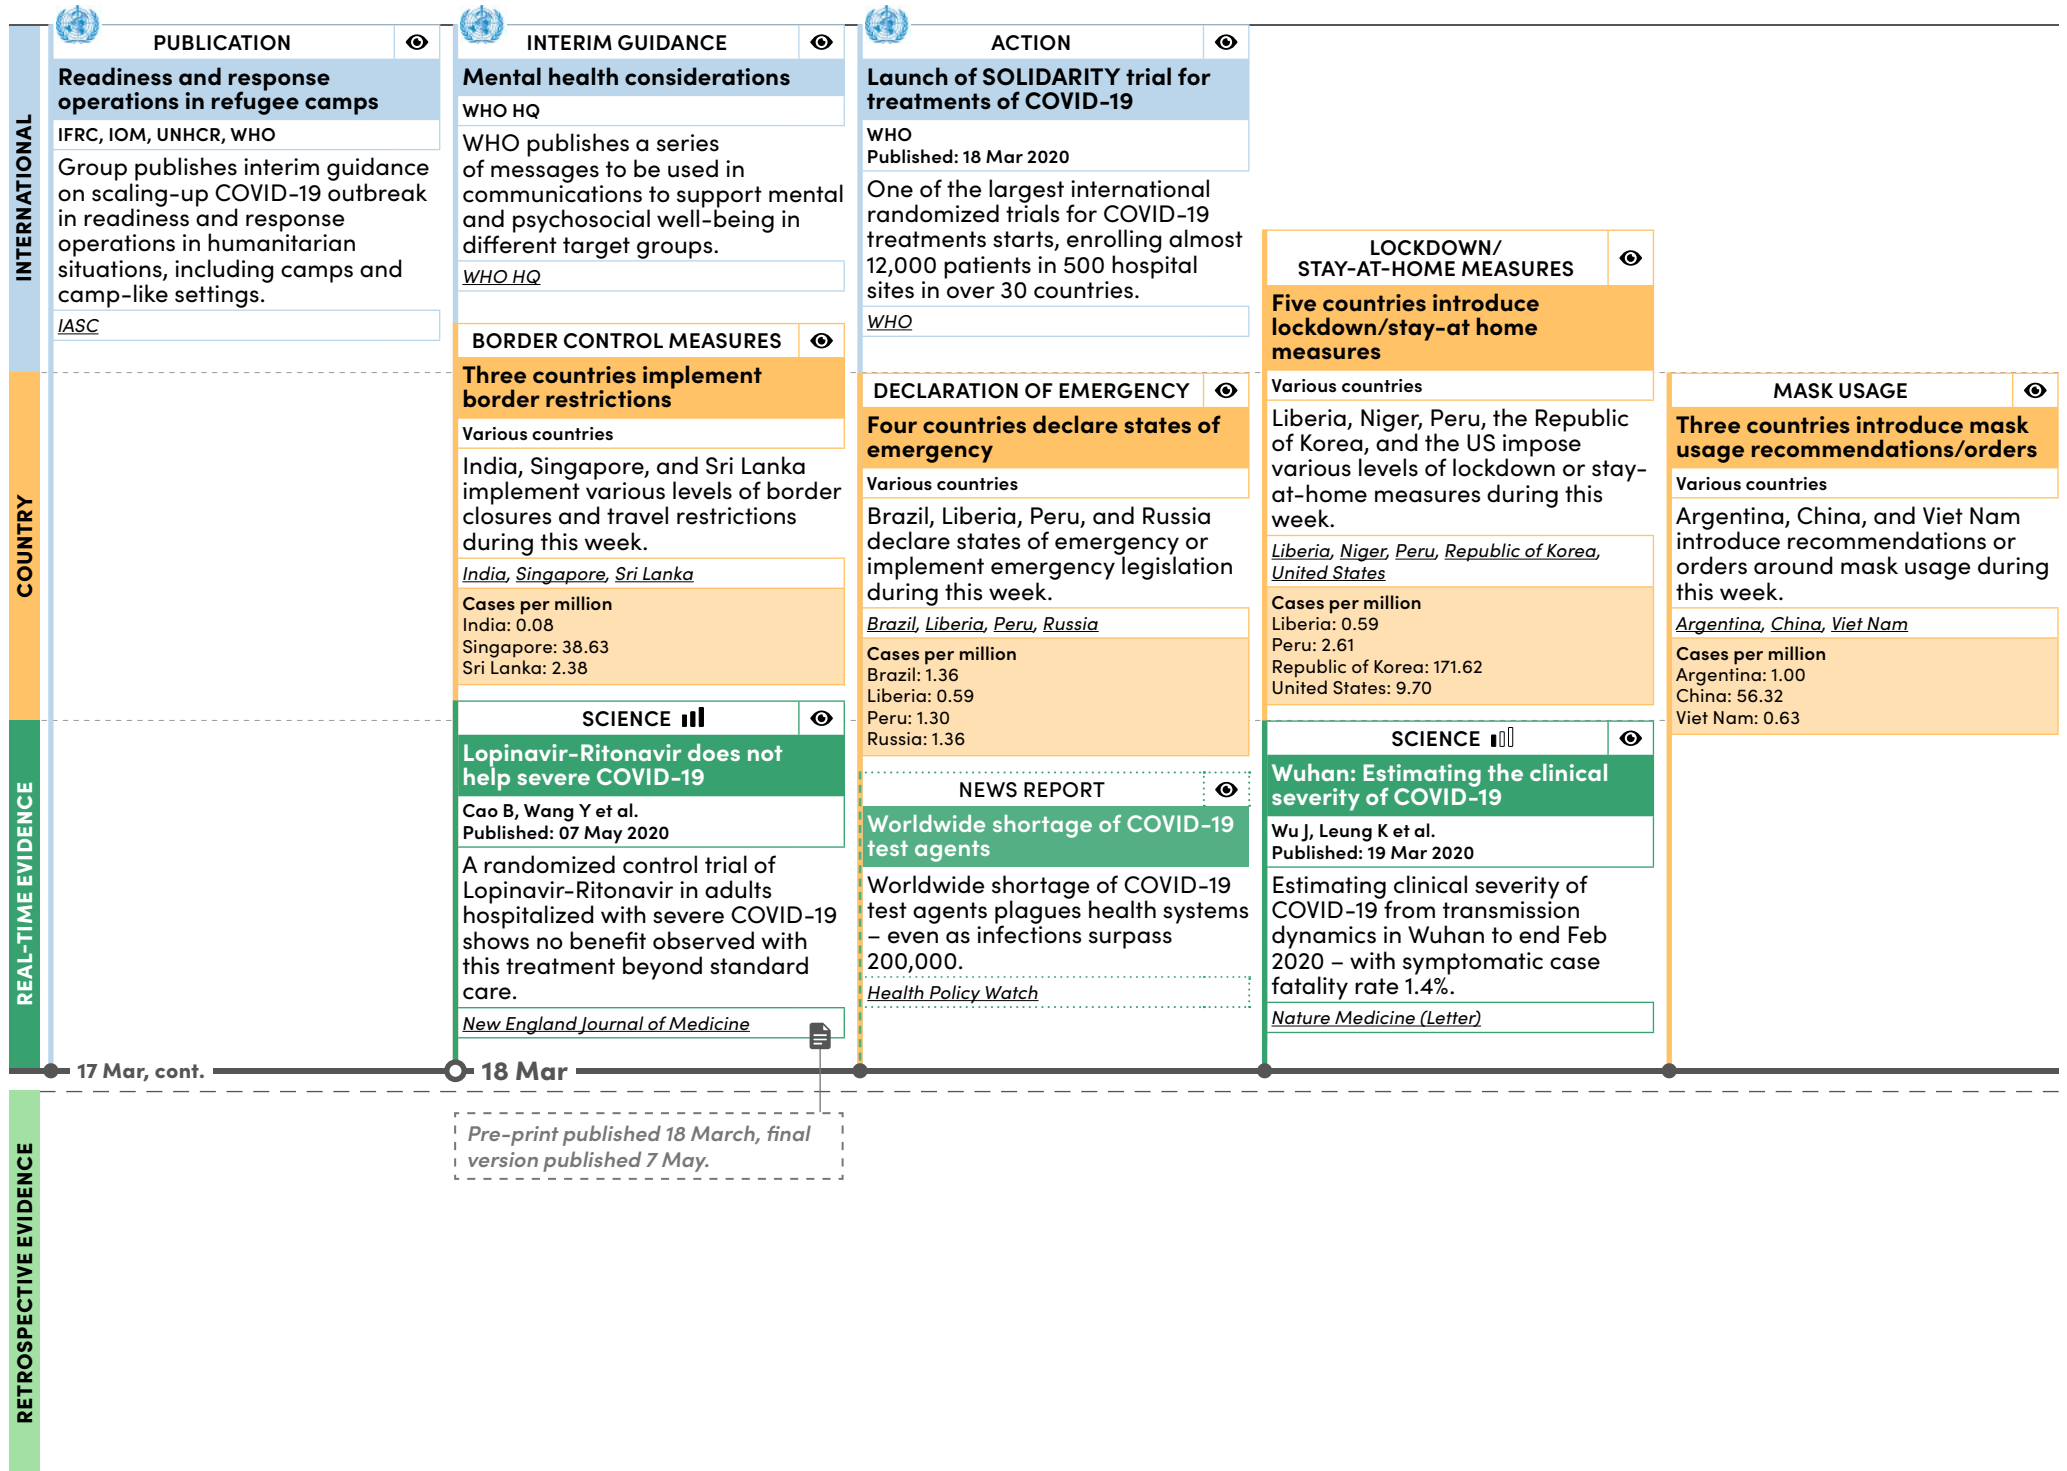 INTERNATIONAL
COUNTRY
REAL-TIME EVIDENCE
RETROSPECTIVE EVIDENCE
PUBLICATION
Readiness and response
operations in refugee camps
IFRC, IOM, UNHCR, WHO
Group publishes interim guidance
on scaling-up COVID-19 outbreak
in readiness and response
operations in humanitarian
situations, including camps and
camp-like settings.
IASC
17 Mar, cont.
INTERIM GUIDANCE
Mental health considerations
WHO HQ
WHO publishes a series
of messages to be used in
communications to support mental
and psychosocial well-being in
different target groups.
WHO HQ
BORDER CONTROL MEASURES
Three countries implement
border restrictions
Various countries
India, Singapore, and Sri Lanka
implement various levels of border
closures and travel restrictions
during this week.
India, Singapore, Sri Lanka
Cases per million
India: 0.08
Singapore: 38.63
Sri Lanka: 2.38
SCIENCE
Lopinavir-Ritonavir does not
help severe COVID-19
Cao B, Wang Y et al.
Published: 07 May 2020
A randomized control trial of
Lopinavir-Ritonavir in adults
hospitalized with severe COVID-19
shows no benefit observed with
this treatment beyond standard
care.
New England Journal of Medicine
18 Mar
Pre-print published 18 March, final
version published 7 May.
ACTION
Launch of SOLIDARITY trial for
treatments of COVID-19
WHO
Published: 18 Mar 2020
One of the largest international
randomized trials for COVID-19
treatments starts, enrolling almost
12,000 patients in 500 hospital
sites in over 30 countries.
WHO
DECLARATION OF EMERGENCY
Four countries declare states of
emergency
Various countries
Brazil, Liberia, Peru, and Russia
declare states of emergency or
implement emergency legislation
during this week.
Brazil, Liberia, Peru, Russia
Cases per million
Brazil: 1.36
Liberia: 0.59
Peru: 1.30
Russia: 1.36
NEWS REPORT
Worldwide shortage of COVID-19
test agents
Worldwide shortage of COVID-19
test agents plagues health systems
– even as infections surpass
200,000.
Health Policy Watch
LOCKDOWN/
STAY-AT-HOME MEASURES
Five countries introduce
lockdown/stay-at home
measures
Various countries
Liberia, Niger, Peru, the Republic
of Korea, and the US impose
various levels of lockdown or stay-
at-home measures during this
week.
Liberia, Niger, Peru, Republic of Korea,
United States
Cases per million
Liberia: 0.59
Peru: 2.61
Republic of Korea: 171.62
United States: 9.70
SCIENCE
Wuhan: Estimating the clinical
severity of COVID-19
Wu J, Leung K et al.
Published: 19 Mar 2020
Estimating clinical severity of
COVID-19 from transmission
dynamics in Wuhan to end Feb
2020 – with symptomatic case
fatality rate 1.4%.
Nature Medicine (Letter)
MASK USAGE
Three countries introduce mask
usage recommendations/orders
Various countries
Argentina, China, and Viet Nam
introduce recommendations or
orders around mask usage during
this week.
Argentina, China, Viet Nam
Cases per million
Argentina: 1.00
China: 56.32
Viet Nam: 0.63